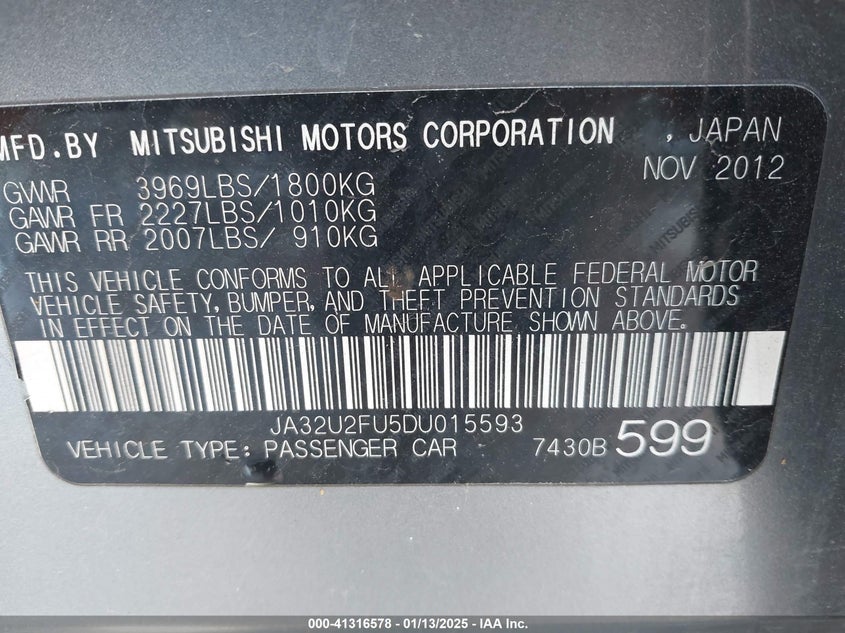 MFD.BY MITSUBISHI MOTORS CORPORATION , JAPAN
NOV 2012
GVWR 3969LBS/1800KG
GAWR FR 2227LBS/1010KG
GAWR RR 2007LBS/ 910KG
THIS VEHICLE CONFORMS TO ALL APPLICABLE FEDERAL MOTOR
VEHICLE SAFETY, BUMPER, AND THEFT PREVENTION STANDARDS
IN EFFECT ON THE DATE OF MANUFACTURE SHOWN ABOVE.
JA32U2FU5DU015593
VEHICLE TYPE: PASSENGER CAR 7430B 599
000-41316578 - 01/13/2025 - IAA Inc.